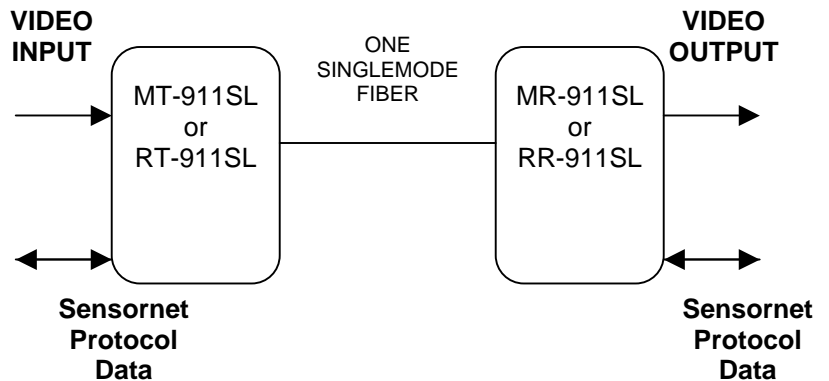 VIDEO
INPUT
ONE
SINGLEMODE
FIBER
VIDEO
OUTPUT
MT-911SL
or
RT-911SL
MR-911SL
or
RR-911SL
Sensornet
Protocol
Data
Sensornet
Protocol
Data